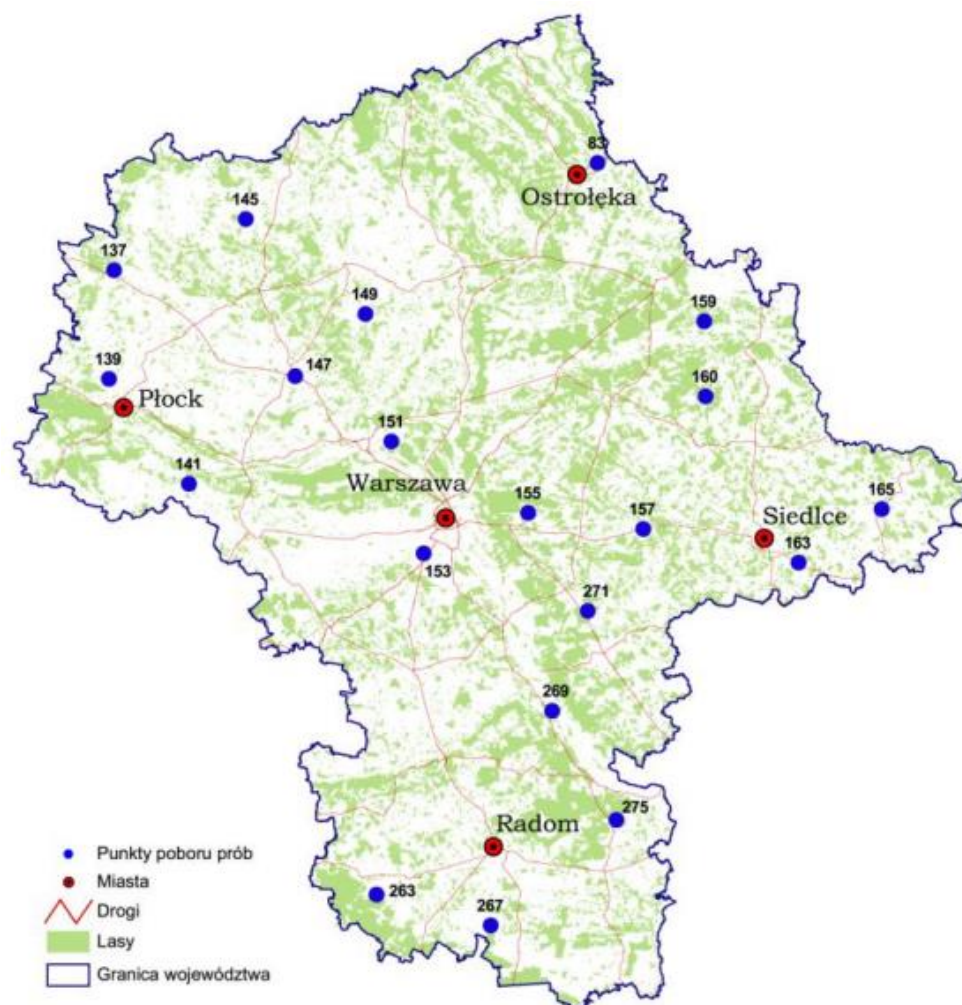 83
Ostrołęka
145
137
149
159
139
147
160
Płock
151
141
Warszawa
155
157
165
Siedlce
163
153
271
269
275
Radom
263
267
Punkty poboru prób
Miasta
Drogi
Lasy
Granica województwa